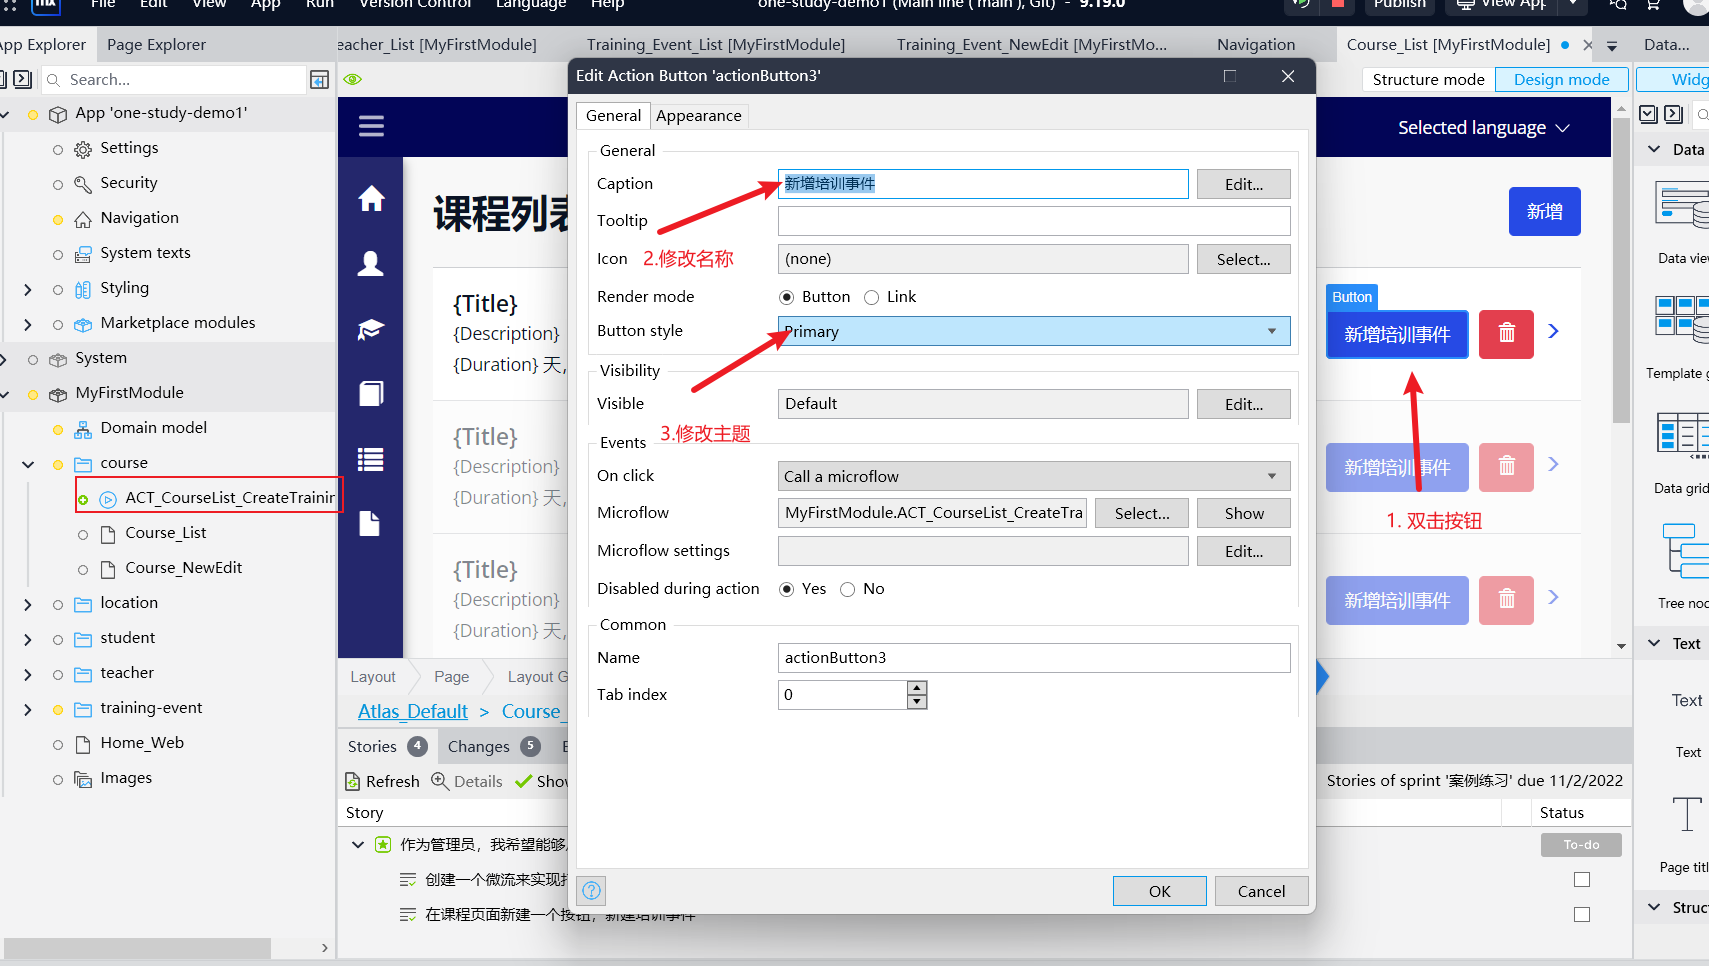 mx File Edit View App Run Version Control Language Help one-study-demo1 (Main line ( main ), Git) - 9.19.0 Publish View App
App Explorer Page Explorer
Teacher_List [MyFirstModule] Training_Event_List [MyFirstModule] Training_Event_NewEdit [MyFirstMo... Navigation Course_List [MyFirstModule] Data...
Search...
Structure mode Design mode Widg
App 'one-study-demo1'
Settings
Security
Navigation
System texts
Styling
Marketplace modules
System
MyFirstModule
Domain model
course
ACT_CourseList_CreateTrainin
Course_List
Course_NewEdit
location
student
teacher
training-event
Home_Web
Images
Selected language
课程列表
新增
{Title}
{Description}
{Duration} 天,
Button
新增培训事件
{Title}
{Description}
{Duration} 天,
新增培训事件
{Title}
{Description}
{Duration} 天,
新增培训事件
1. 双击按钮
Edit Action Button 'actionButton3'
General Appearance
General
Caption 新增培训事件 Edit...
Tooltip
Icon (none) Select...
2.修改名称
Render mode Button Link
Button style Primary
Visibility
Visible Default Edit...
3.修改主题
Events
On click Call a microflow
Microflow MyFirstModule.ACT_CourseList_CreateTra Select... Show
Microflow settings Edit...
Disabled during action Yes No
Common
Name actionButton3
Tab index 0
OK Cancel
Layout Page Layout G
Atlas_Default > Course_
Stories 4 Changes 5 E
Refresh Details Show
Stories of sprint '案例练习' due 11/2/2022
Story Status
作为管理员，我希望能够 To-do
创建一个微流来实现
在课程页面新建一个按钮，新建培训事件
Data
Data view
Template g
Data grid
Tree nod
Text
Text
Text
Page titl
Struc